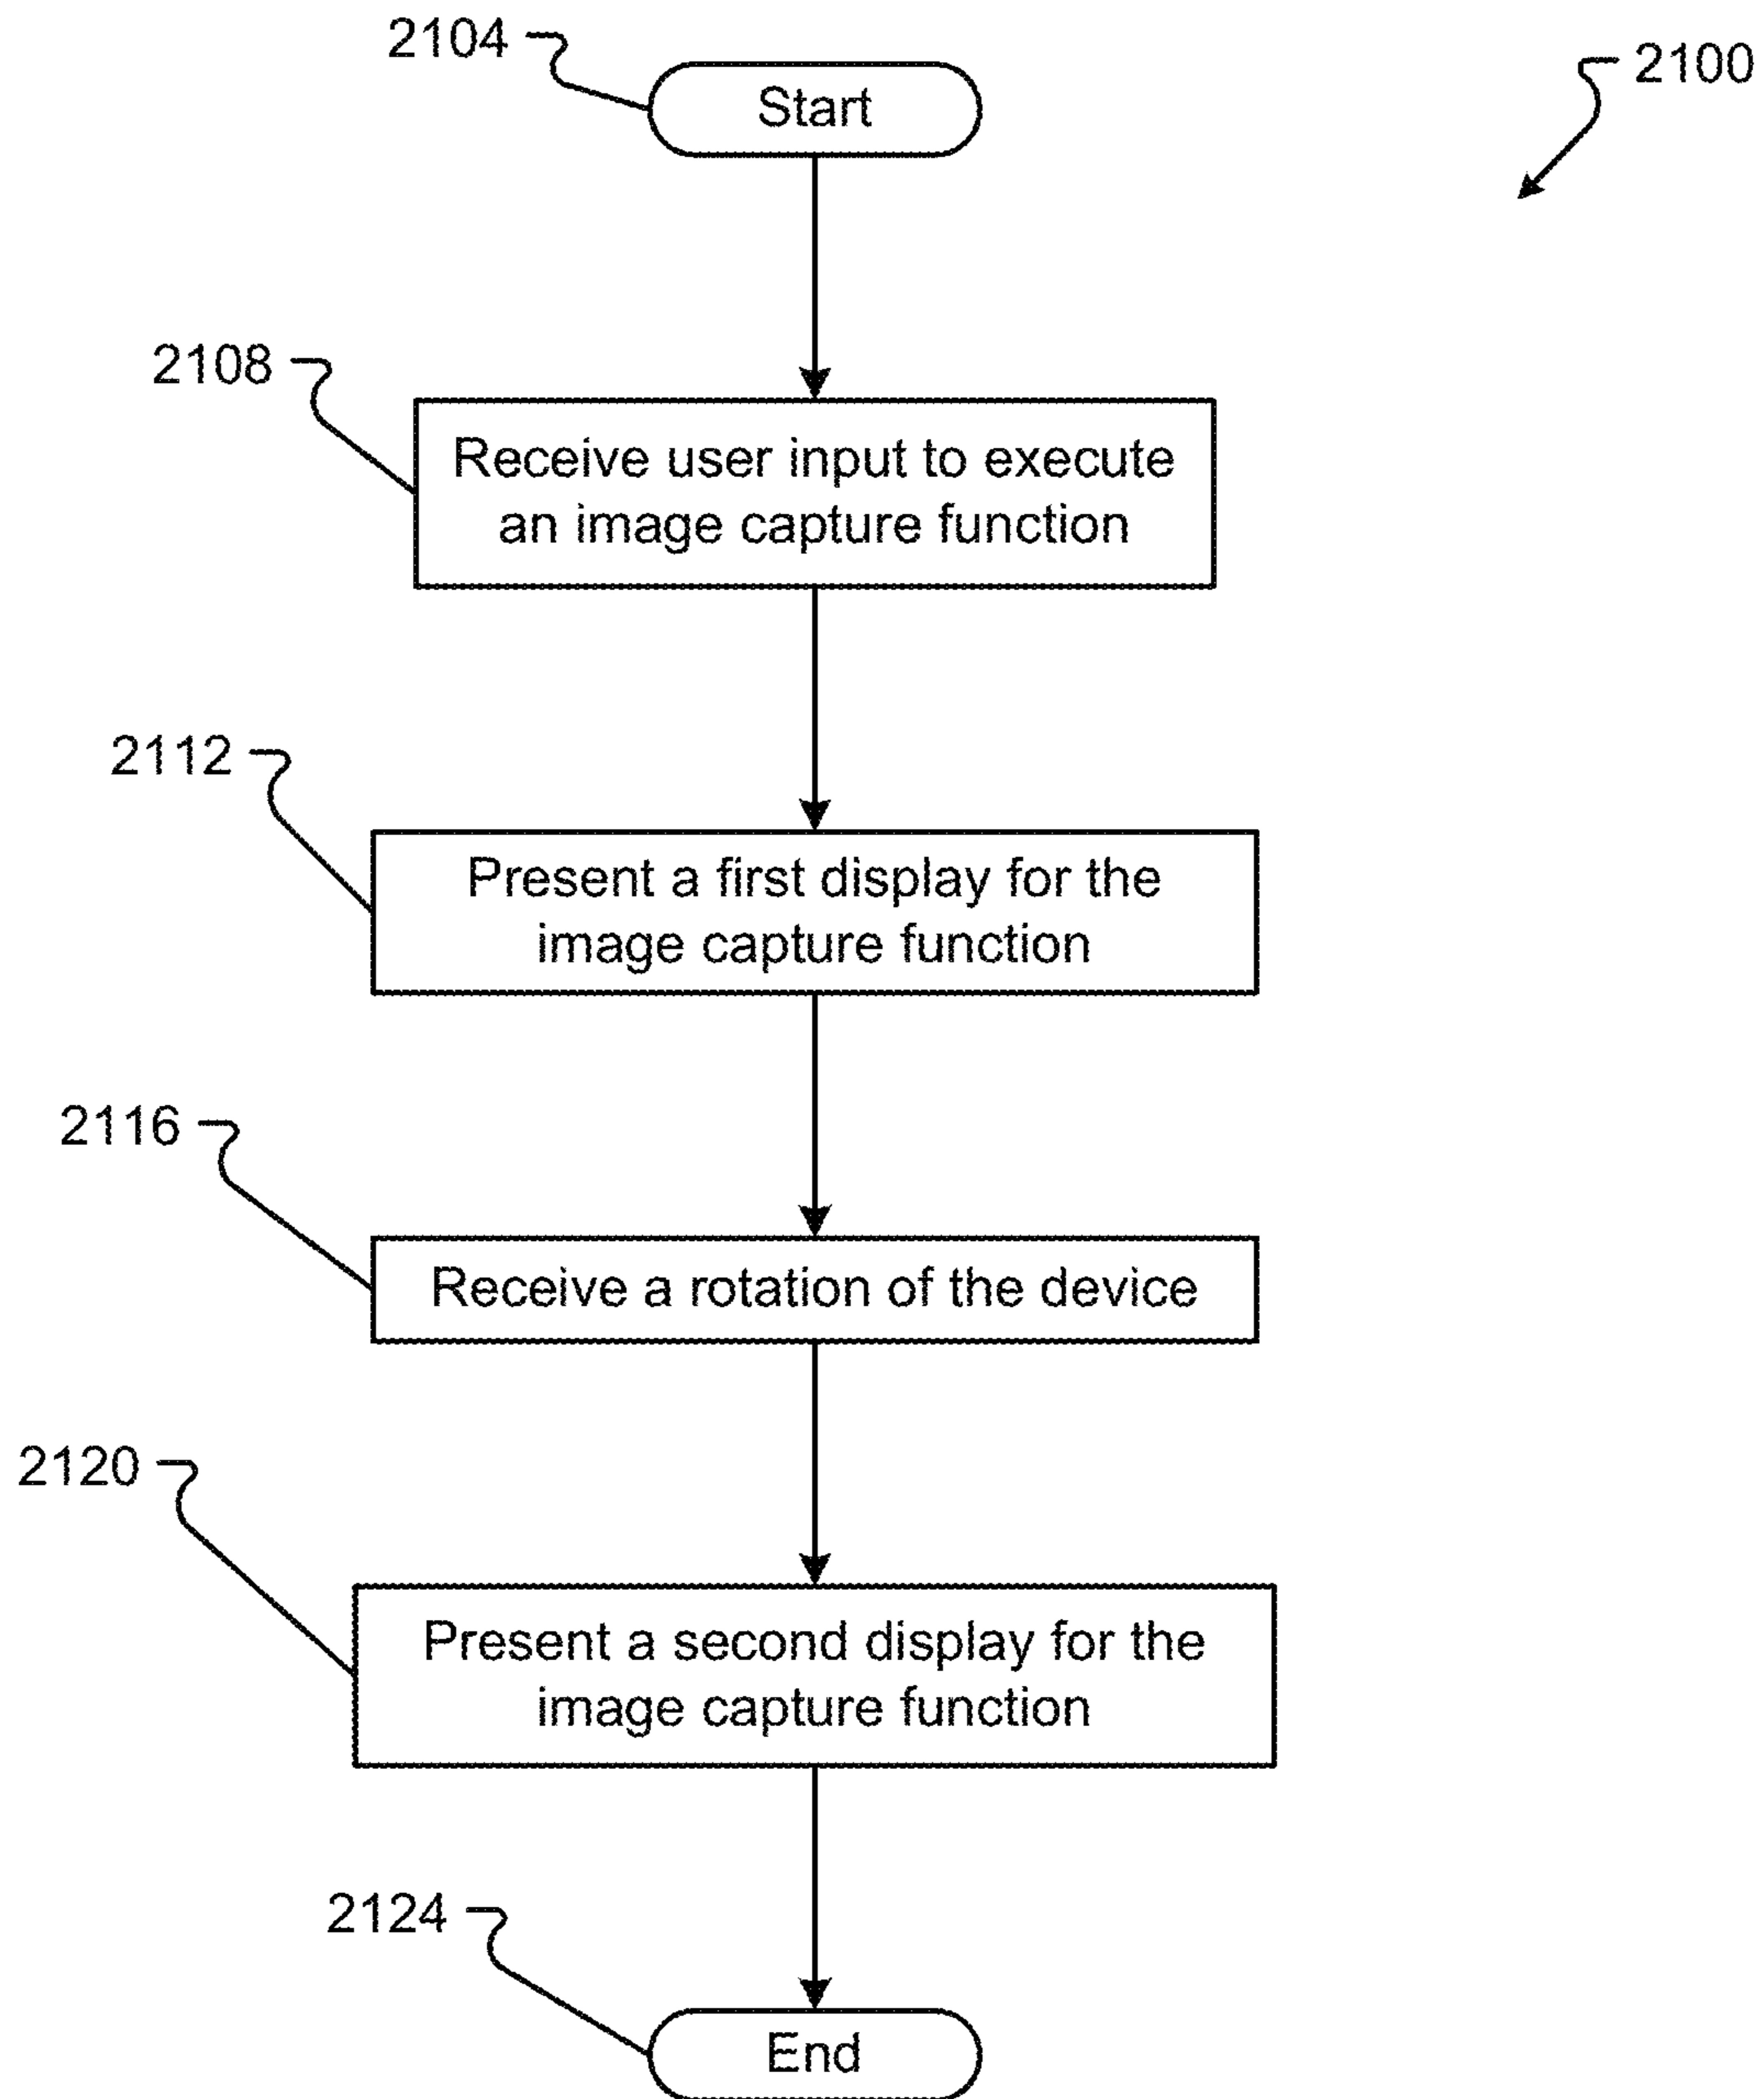 2104
Start
2100
2108
Receive user input to execute
an image capture function
2112
Present a first display for the
image capture function
2116
Receive a rotation of the device
2120
Present a second display for the
image capture function
2124
End